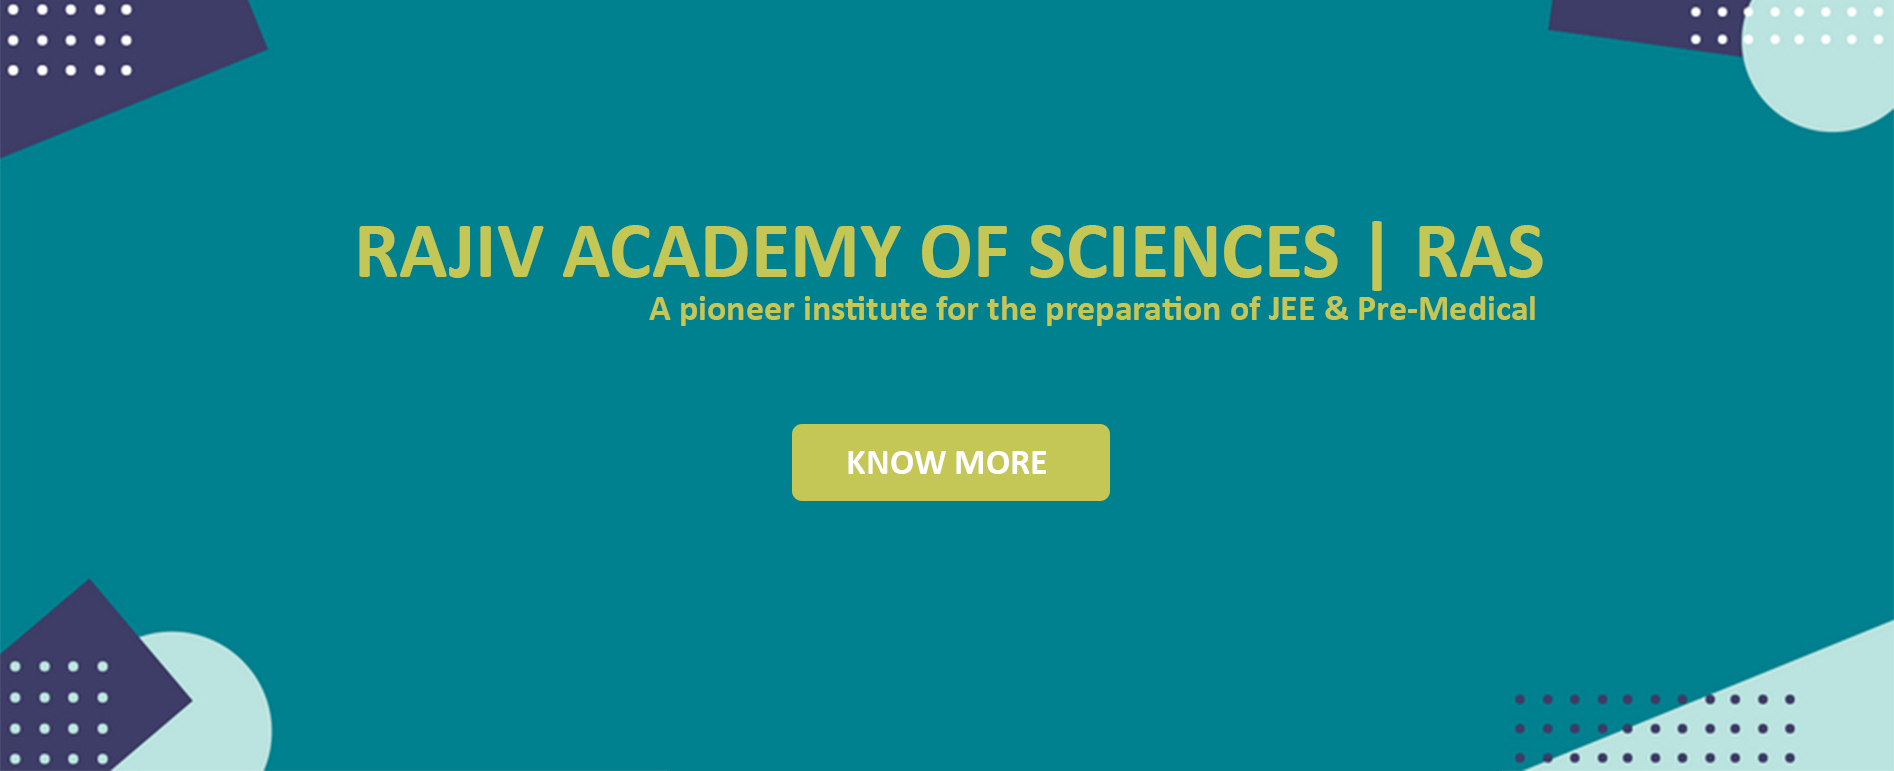 RAJIV ACADEMY OF SCIENCES | RAS
A pioneer institute for the preparation of JEE & Pre-Medical
KNOW MORE